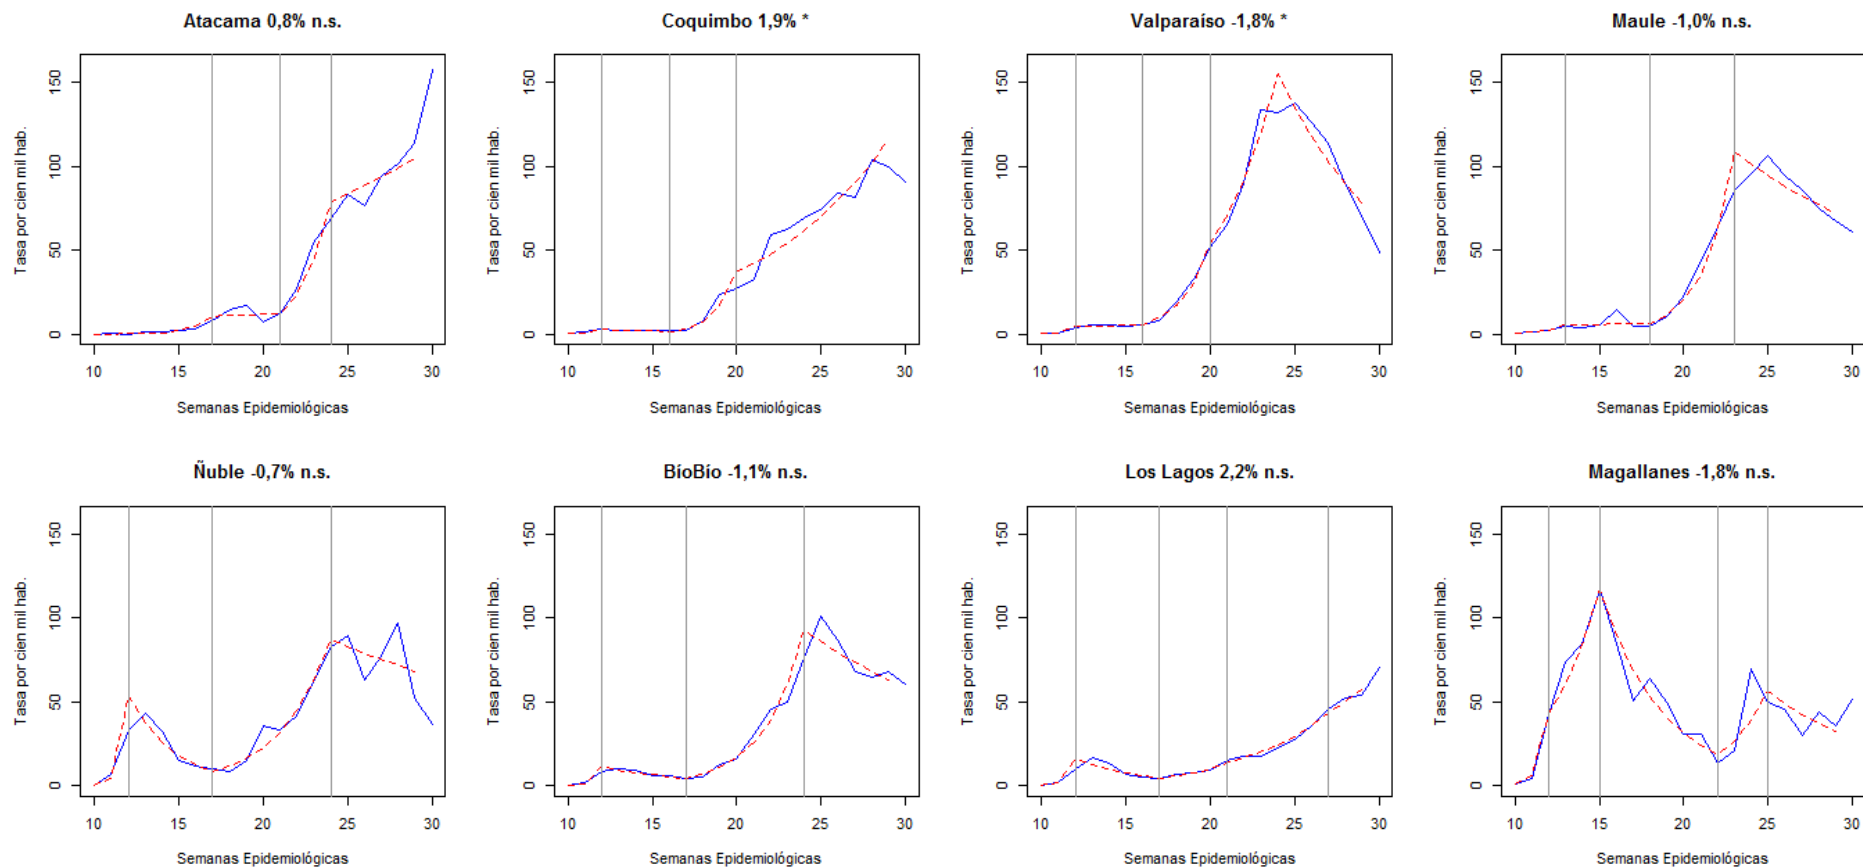 Atacama 0,8% n.s.
Tasa por cien mil hab.
0 50 100 150
10 15 20 25 30
Semanas Epidemiológicas
Coquimbo 1,9% *
Tasa por cien mil hab.
0 50 100 150
10 15 20 25 30
Semanas Epidemiológicas
Valparaíso -1,8% *
Tasa por cien mil hab.
0 50 100 150
10 15 20 25 30
Semanas Epidemiológicas
Maule -1,0% n.s.
Tasa por cien mil hab.
0 50 100 150
10 15 20 25 30
Semanas Epidemiológicas
Ñuble -0,7% n.s.
Tasa por cien mil hab.
0 50 100 150
10 15 20 25 30
Semanas Epidemiológicas
BíoBío -1,1% n.s.
Tasa por cien mil hab.
0 50 100 150
10 15 20 25 30
Semanas Epidemiológicas
Los Lagos 2,2% n.s.
Tasa por cien mil hab.
0 50 100 150
10 15 20 25 30
Semanas Epidemiológicas
Magallanes -1,8% n.s.
Tasa por cien mil hab.
0 50 100 150
10 15 20 25 30
Semanas Epidemiológicas